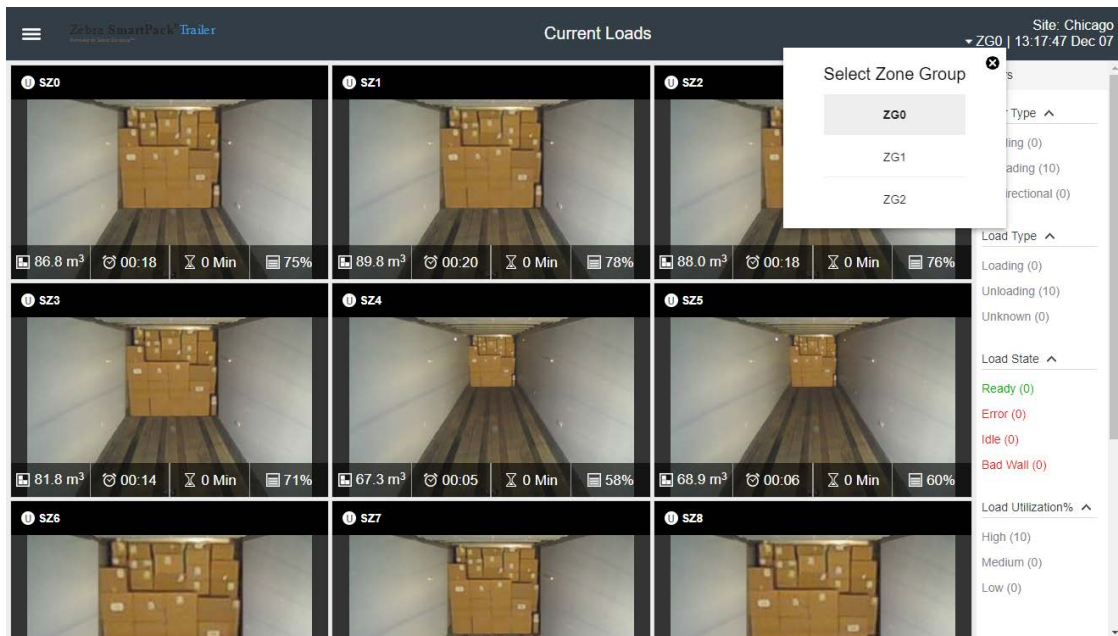 Zebra SmartPack Trailer
Current Loads
Site: Chicago
ZG0 | 13:17:47 Dec 07
Select Zone Group
ZG0
ZG1
ZG2
U SZ0
86.8 m³ 00:18 0 Min 75%
U SZ1
89.8 m³ 00:20 0 Min 78%
U SZ2
88.0 m³ 00:18 0 Min 76%
U SZ3
81.8 m³ 00:14 0 Min 71%
U SZ4
67.3 m³ 00:05 0 Min 58%
U SZ5
68.9 m³ 00:06 0 Min 60%
U SZ6
U SZ7
U SZ8
Type
(0)
(10)
(0)
Load Type
Loading (0)
Unloading (10)
Unknown (0)
Load State
Ready (0)
Error (0)
Idle (0)
Bad Wall (0)
Load Utilization%
High (10)
Medium (0)
Low (0)